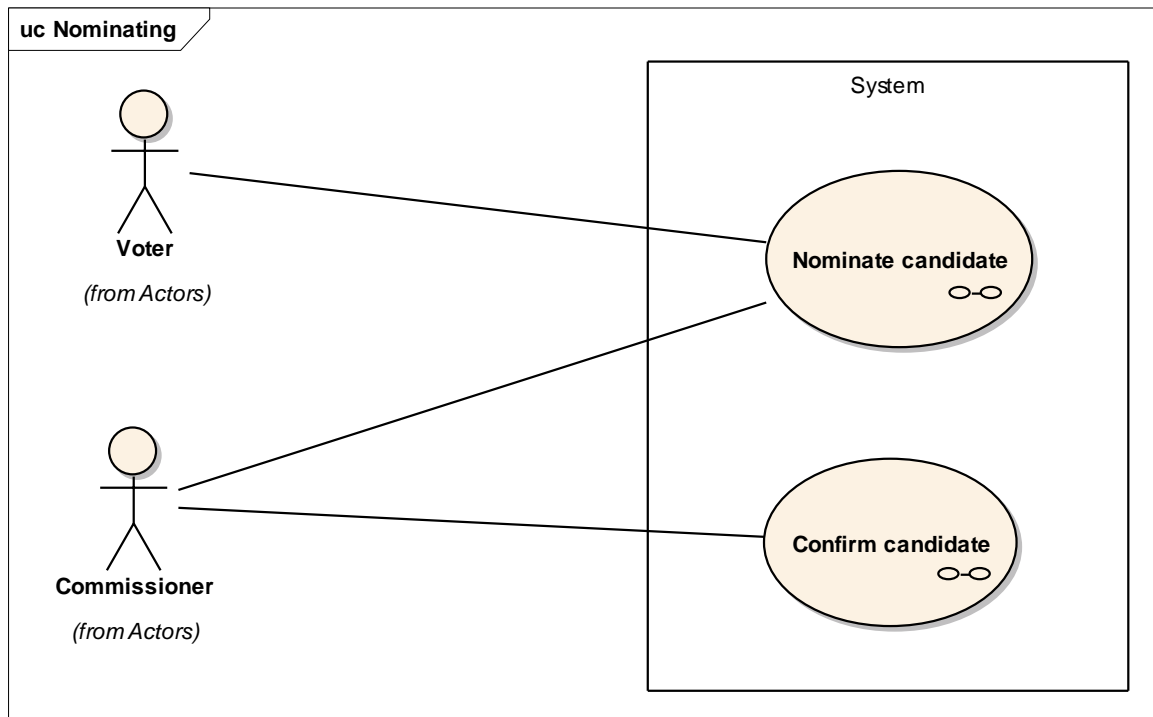 uc Nominating
System
Voter
(from Actors)
Nominate candidate
Commissioner
(from Actors)
Confirm candidate